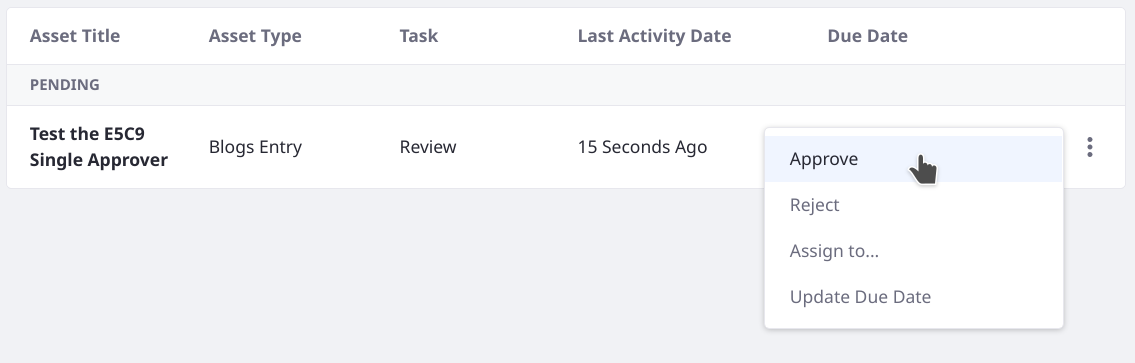 Asset Title Asset Type Task Last Activity Date Due Date
PENDING
Test the E5C9
Single Approver
Blogs Entry Review 15 Seconds Ago
Approve
Reject
Assign to...
Update Due Date